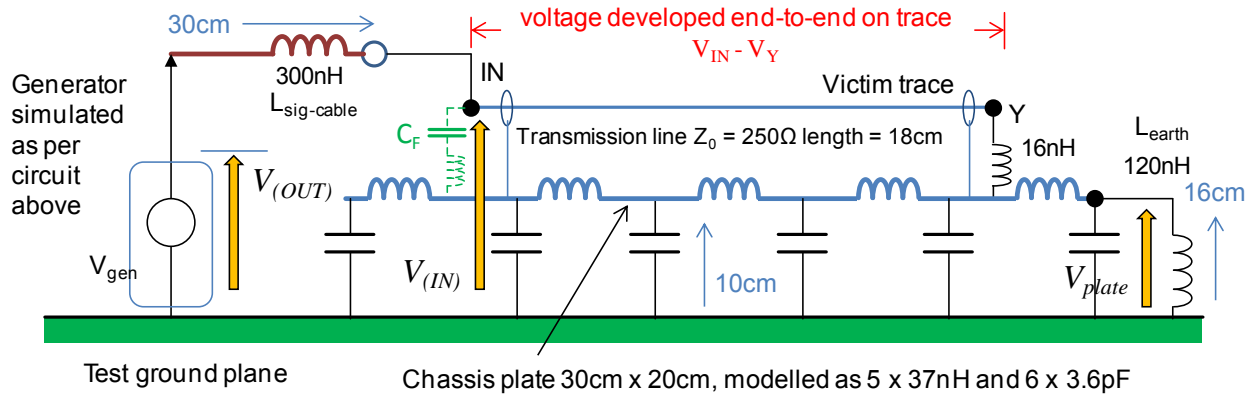 30cm
voltage developed end-to-end on trace
V_IN - V_Y
300nH
L_sig-cable
IN
Victim trace
Y
Generator
simulated
as per
circuit
above
C_F
Transmission line Z_0 = 250Ω length = 18cm
16nH
L_earth
120nH
V_(OUT)
16cm
V_gen
V_(IN)
10cm
V_plate
Test ground plane
Chassis plate 30cm x 20cm, modelled as 5 x 37nH and 6 x 3.6pF